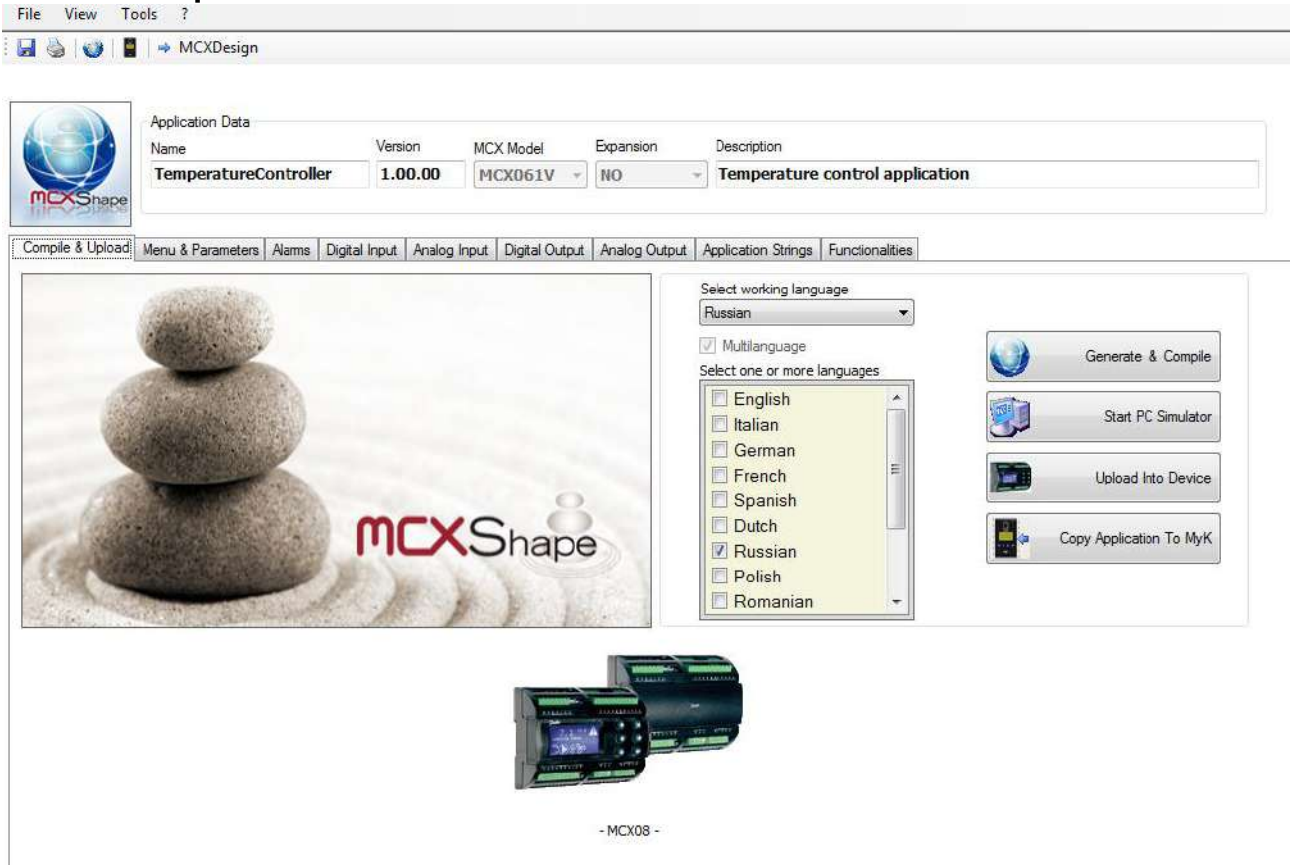 File View Tools ?
MCXDesign
Application Data
Name Version MCX Model Expansion Description
TemperatureController 1.00.00 MCX061V NO Temperature control application
MCXShape
Compile & Upload Menu & Parameters Alarms Digital Input Analog Input Digital Output Analog Output Application Strings Functionalities
Select working language
Russian
Multilanguage
Select one or more languages
English
Italian
German
French
Spanish
Dutch
Russian
Polish
Romanian
Generate & Compile
Start PC Simulator
Upload Into Device
Copy Application To MyK
MCXShape
- MCX08 -